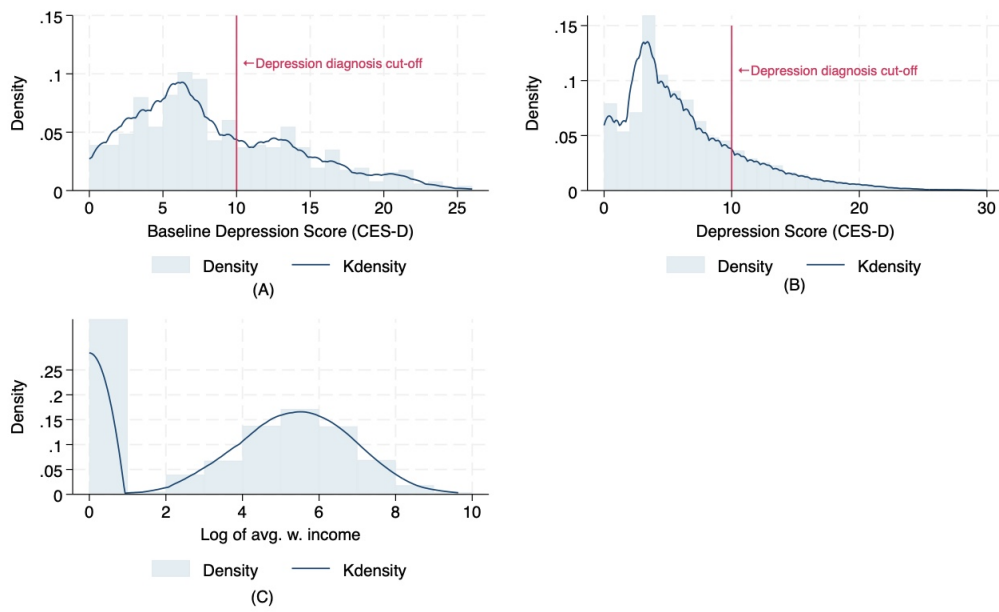 .15
.1
.05
0
Density
←Depression diagnosis cut-off
0 5 10 15 20 25
Baseline Depression Score (CES-D)
Density Kdensity
(A)
.15
.1
.05
0
Density
←Depression diagnosis cut-off
0 10 20 30
Depression Score (CES-D)
Density Kdensity
(B)
.25
.2
.15
.1
.05
0
Density
0 2 4 6 8 10
Log of avg. w. income
Density Kdensity
(C)